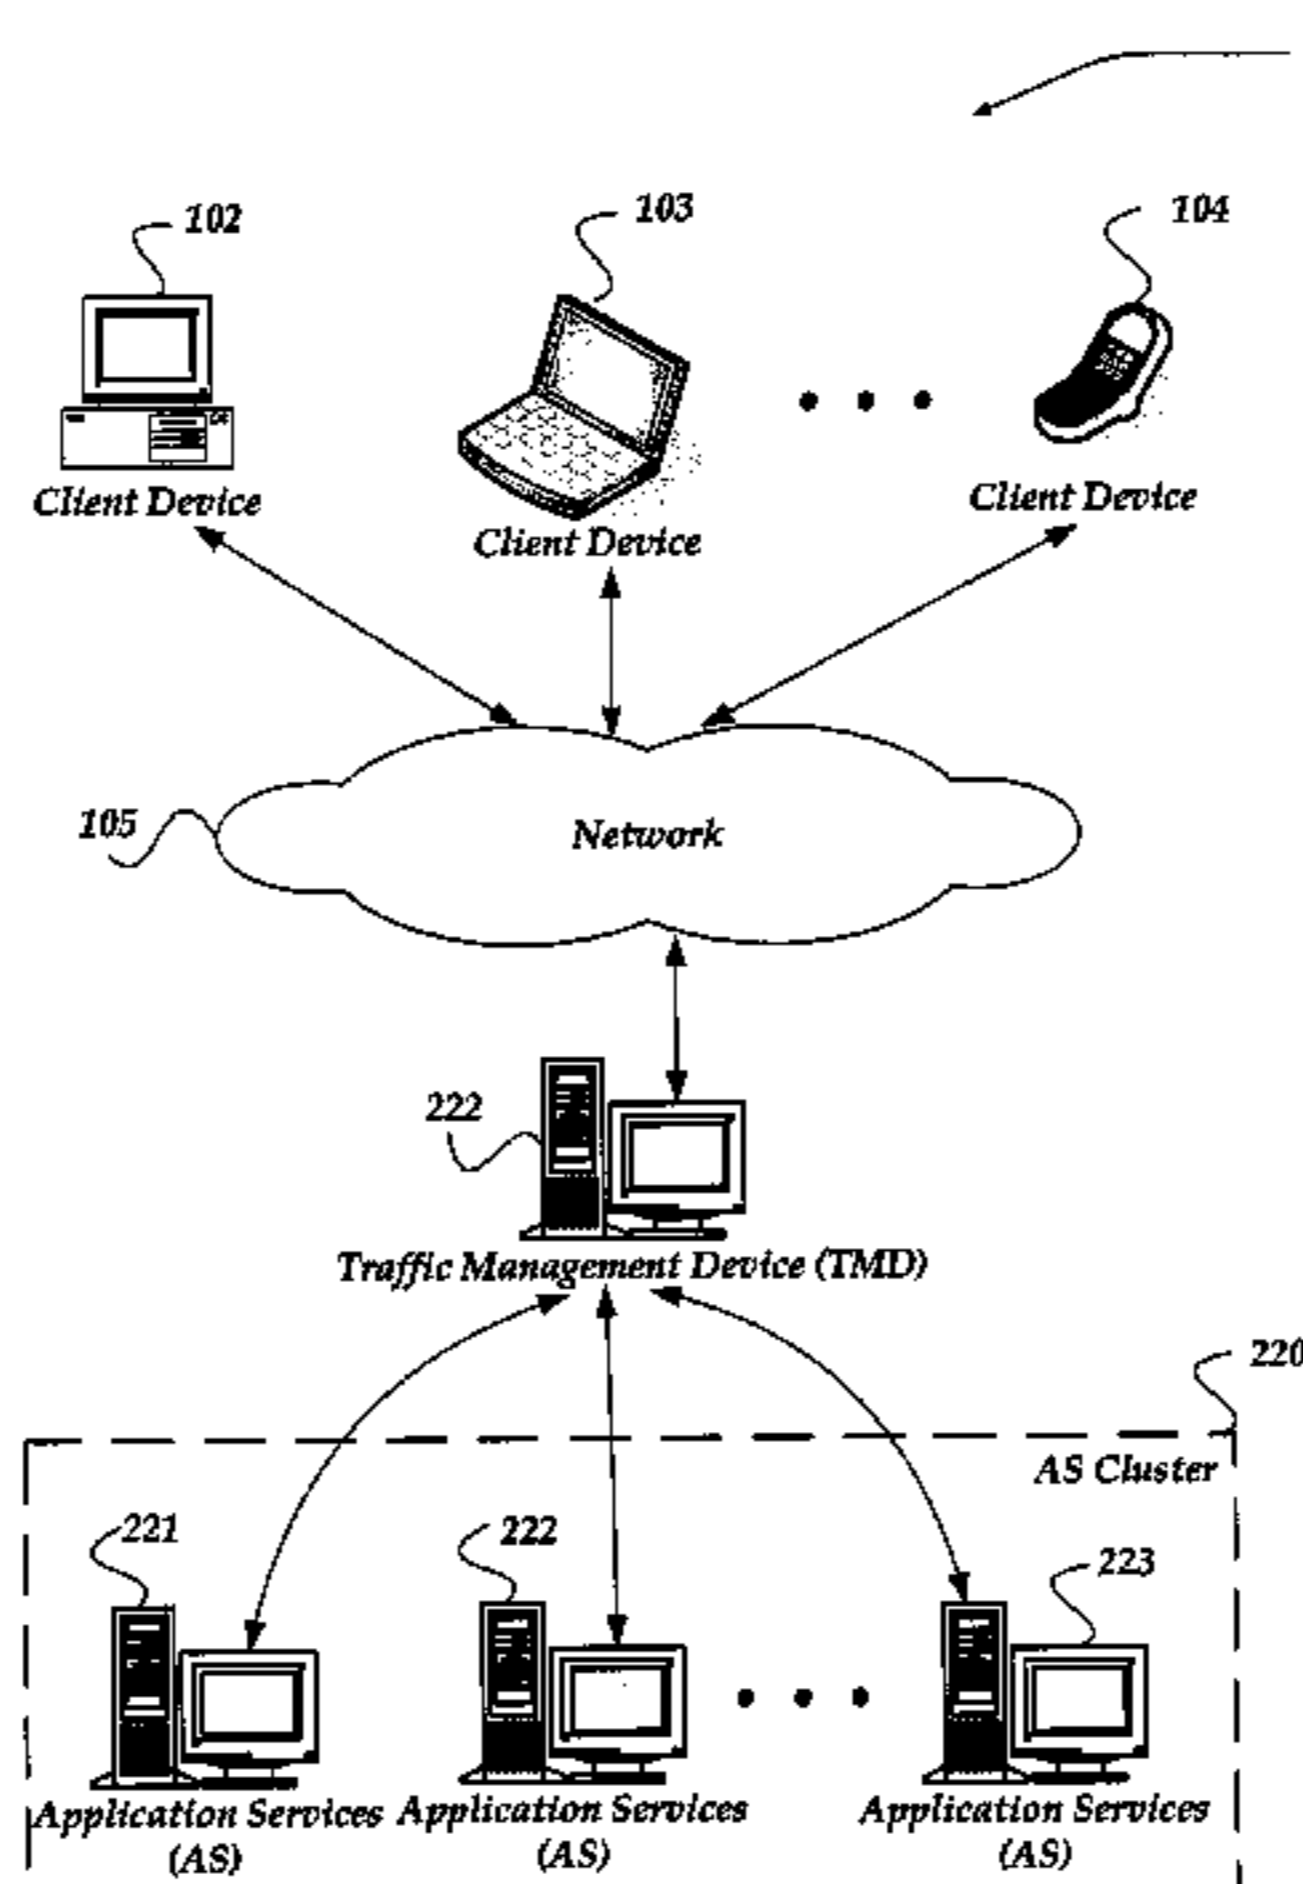 102
103
104
Client Device
Client Device
Client Device
105
Network
222
Traffic Management Device (TMD)
220
AS Cluster
221
222
223
Application Services
(AS)
Application Services
(AS)
Application Services
(AS)